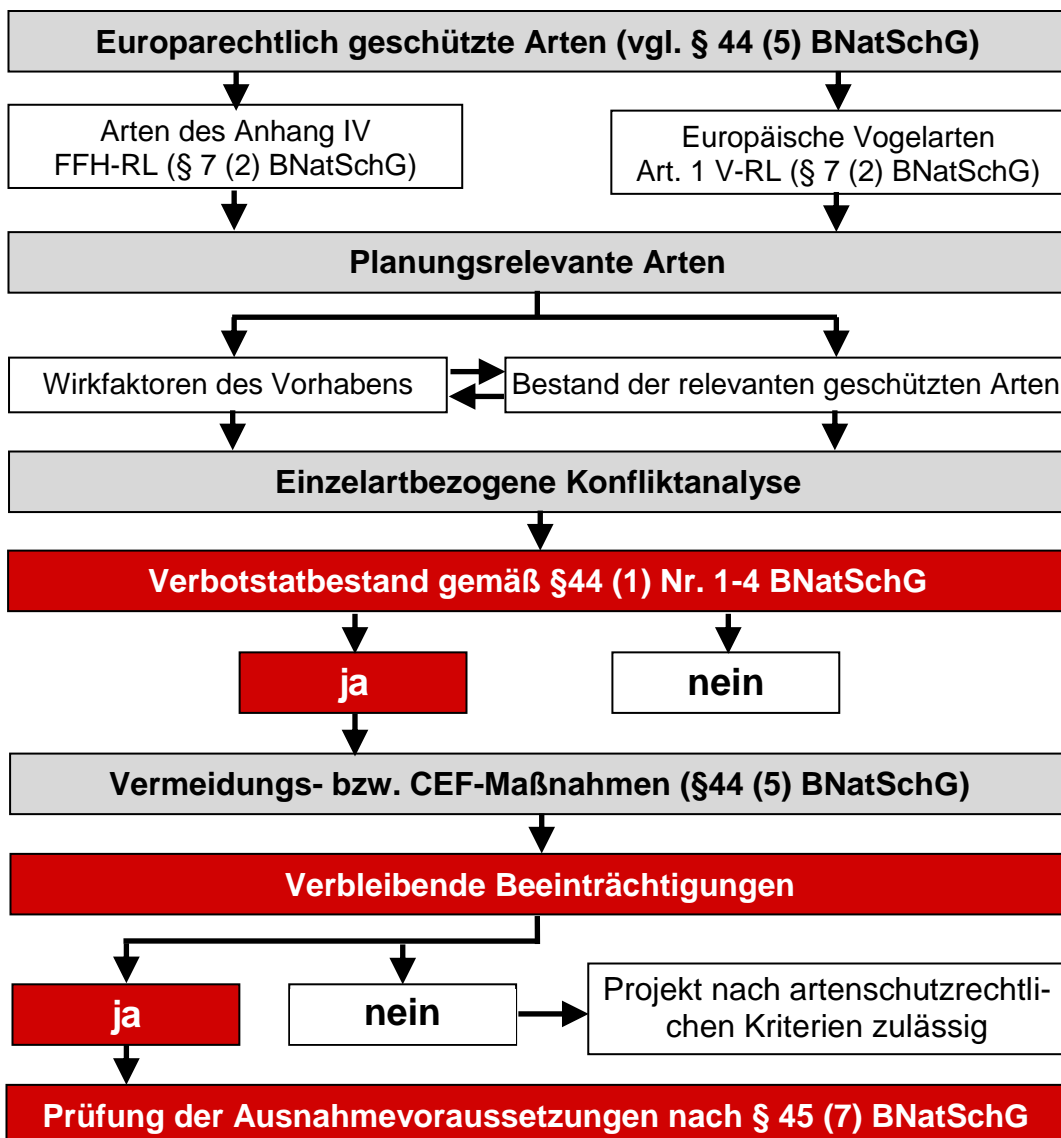 Europarechtlich geschützte Arten (vgl. § 44 (5) BNatSchG)
Arten des Anhang IV
FFH-RL (§ 7 (2) BNatSchG)
Europäische Vogelarten
Art. 1 V-RL (§ 7 (2) BNatSchG)
Planungsrelevante Arten
Wirkfaktoren des Vorhabens
Bestand der relevanten geschützten Arten
Einzelartbezogene Konfliktanalyse
Verbotstatbestand gemäß §44 (1) Nr. 1-4 BNatSchG
ja
nein
Vermeidungs- bzw. CEF-Maßnahmen (§44 (5) BNatSchG)
Verbleibende Beeinträchtigungen
ja
nein
Projekt nach artenschutzrechtli-
chen Kriterien zulässig
Prüfung der Ausnahmevoraussetzungen nach § 45 (7) BNatSchG